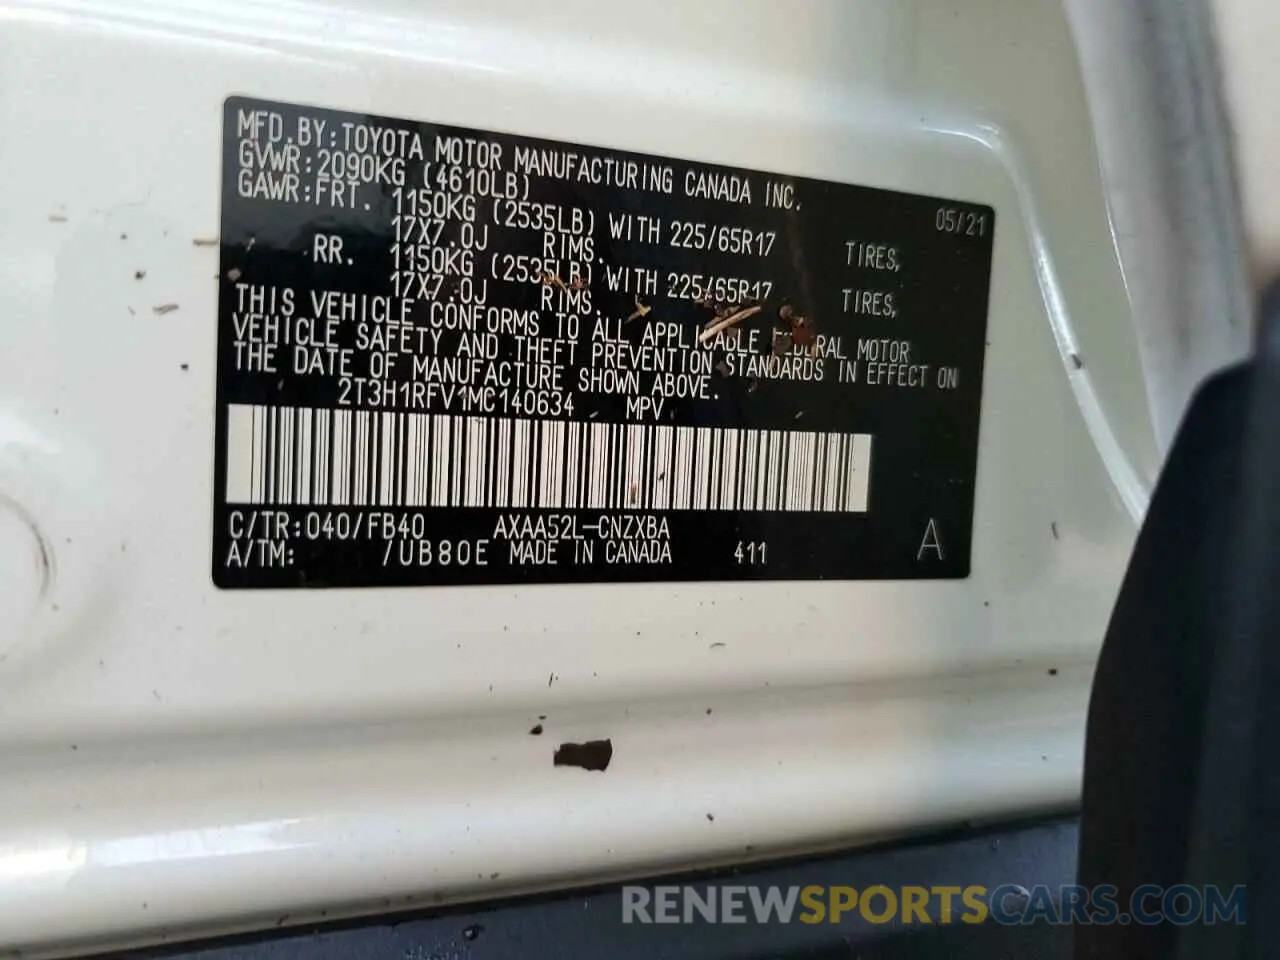 MFD.BY:TOYOTA MOTOR MANUFACTURING CANADA INC.
GVWR:2090KG (4610LB) 05/21
GAWR:FRT. 1150KG (2535LB) WITH 225/65R17 TIRES,
17X7.0J RIMS.
RR. 1150KG (2535LB) WITH 225/65R17 TIRES,
17X7.0J RIMS.
THIS VEHICLE CONFORMS TO ALL APPLICABLE FEDERAL MOTOR
VEHICLE SAFETY AND THEFT PREVENTION STANDARDS IN EFFECT ON
THE DATE OF MANUFACTURE SHOWN ABOVE.
2T3H1RFV1MC140634 MPV
C/TR:040/FB40 AXAA52L-CNZXBA
A/TM: /UB80E MADE IN CANADA 411 A
RENEWSPORTSCARS.COM